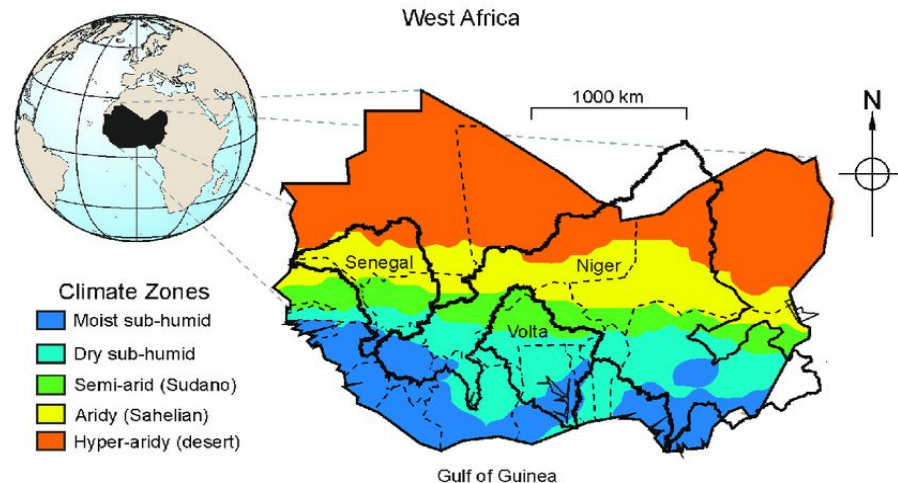 West Africa
1000 km
N
Senegal
Niger
Volta
Climate Zones
Moist sub-humid
Dry sub-humid
Semi-arid (Sudano)
Aridy (Sahelian)
Hyper-aridy (desert)
Gulf of Guinea